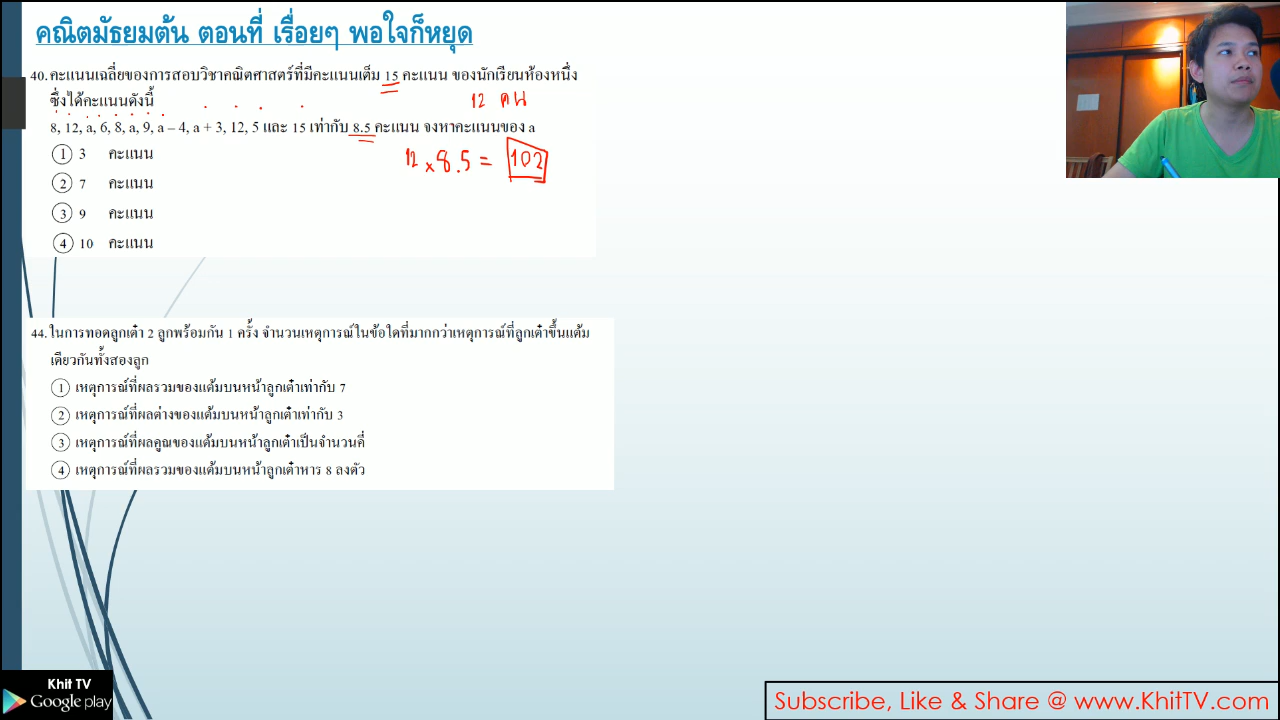 คณิตมัธยมต้น ตอนที่ เรื่อยๆ พอใจก็หยุด
40. คะแนนเฉลี่ยของการสอบวิชาคณิตศาสตร์ที่มีคะแนนเต็ม 15 คะแนน ของนักเรียนห้องหนึ่ง
ซึ่งได้คะแนนดังนี้
12 คน
8, 12, a, 6, 8, a, 9, a – 4, a + 3, 12, 5 และ 15 เท่ากับ 8.5 คะแนน จงหาคะแนนของ a
1 3 คะแนน
12 × 8.5 = 102
2 7 คะแนน
3 9 คะแนน
4 10 คะแนน
44. ในการทอดลูกเต๋า 2 ลูกพร้อมกัน 1 ครั้ง จำนวนเหตุการณ์ในข้อใดที่มากกว่าเหตุการณ์ที่ลูกเต๋าขึ้นแต้ม
เดียวกันทั้งสองลูก
1 เหตุการณ์ที่ผลรวมของแต้มบนหน้าลูกเต๋าเท่ากับ 7
2 เหตุการณ์ที่ผลต่างของแต้มบนหน้าลูกเต๋าเท่ากับ 3
3 เหตุการณ์ที่ผลคูณของแต้มบนหน้าลูกเต๋าเป็นจำนวนคี่
4 เหตุการณ์ที่ผลรวมของแต้มบนหน้าลูกเต๋าหาร 8 ลงตัว
Khit TV
Google play
Subscribe, Like & Share @ www.KhitTV.com